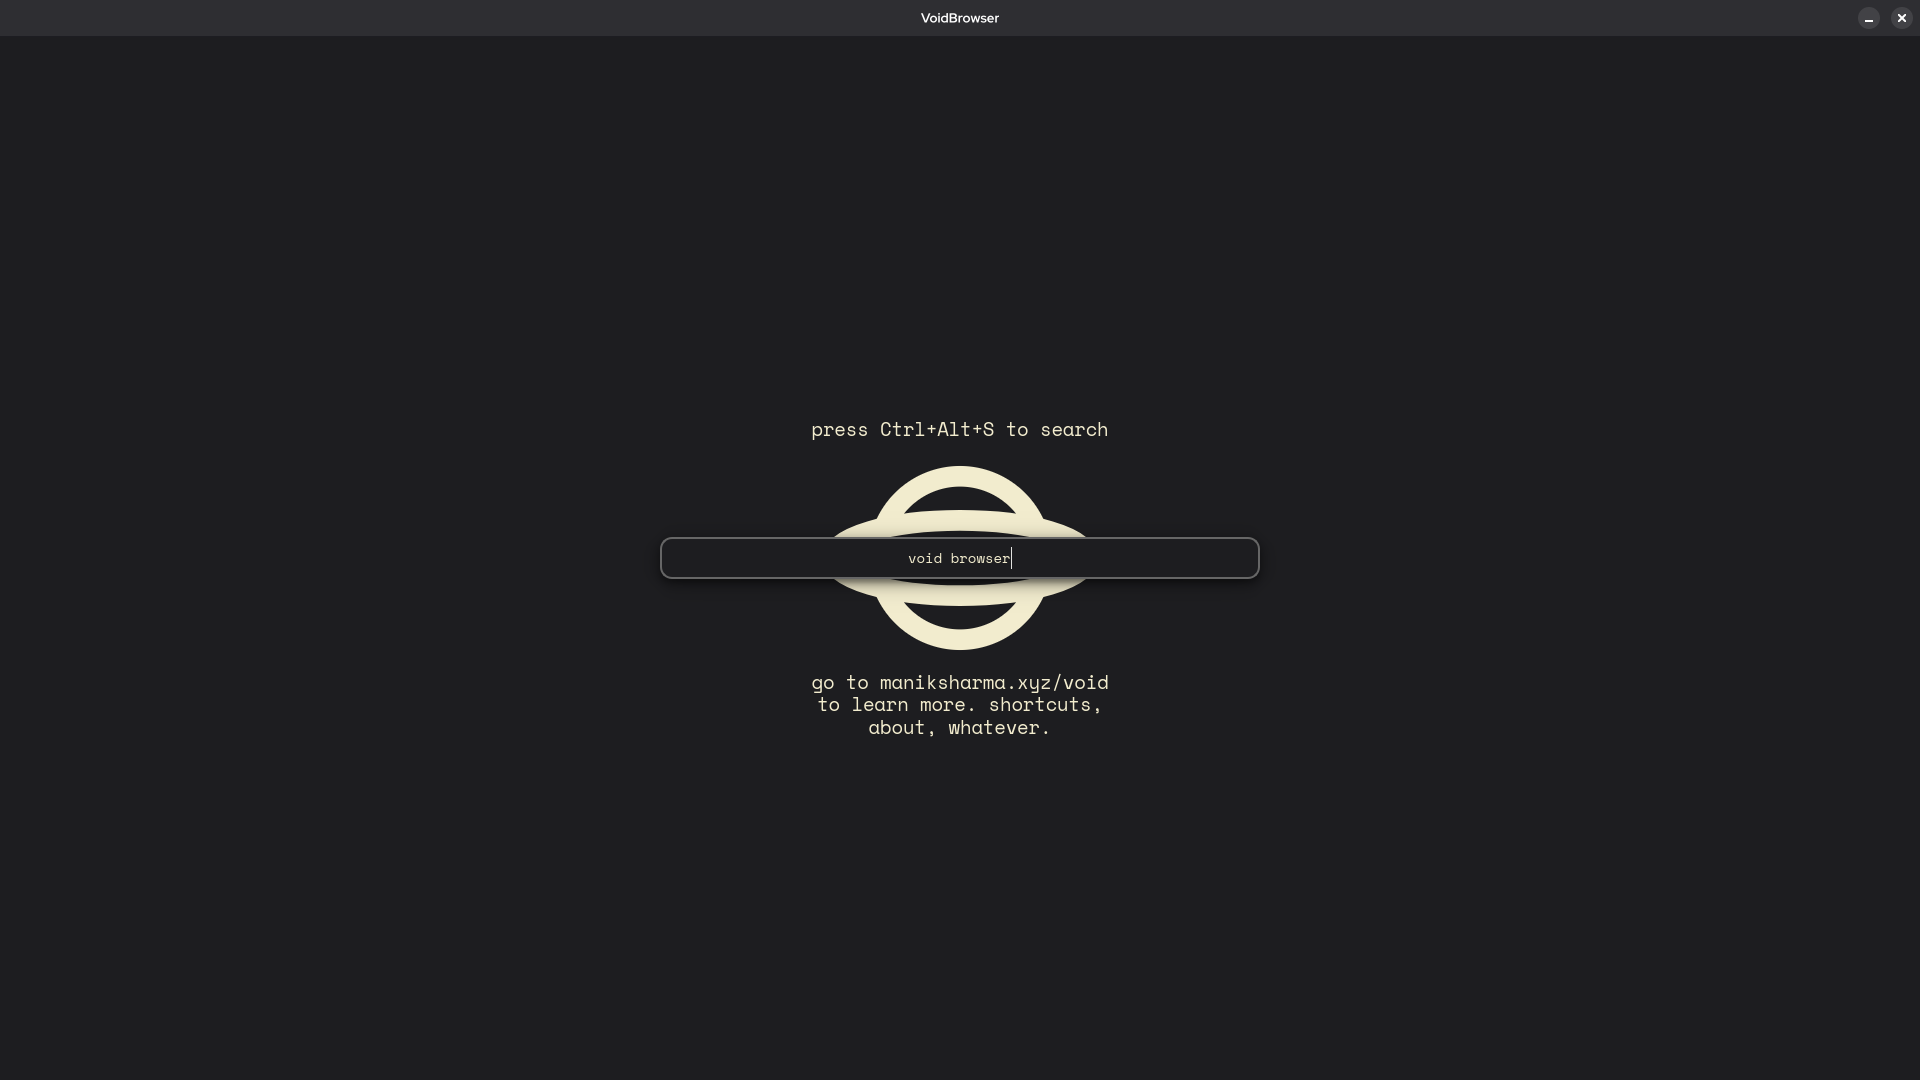 VoidBrowser
press Ctrl+Alt+S to search
void browser
go to maniksharma.xyz/void
to learn more. shortcuts,
about, whatever.